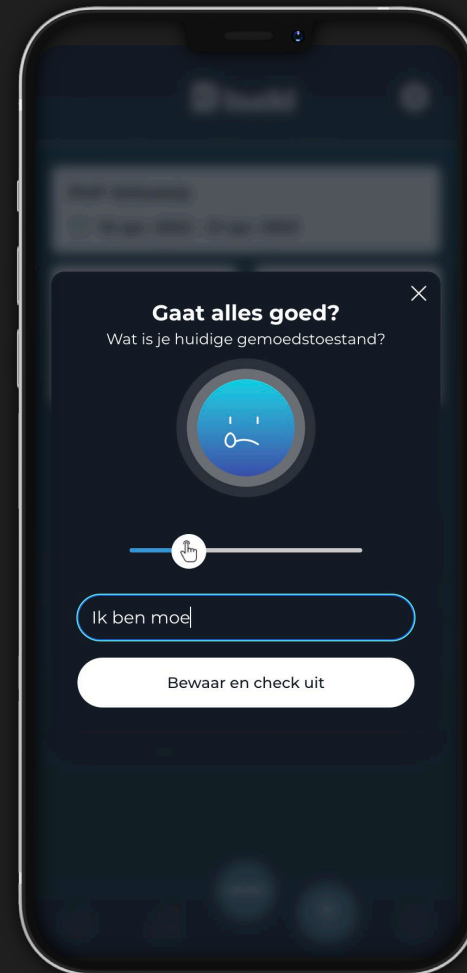 Gaat alles goed?
Wat is je huidige gemoedstoestand?
Ik ben moe
Bewaar en check uit